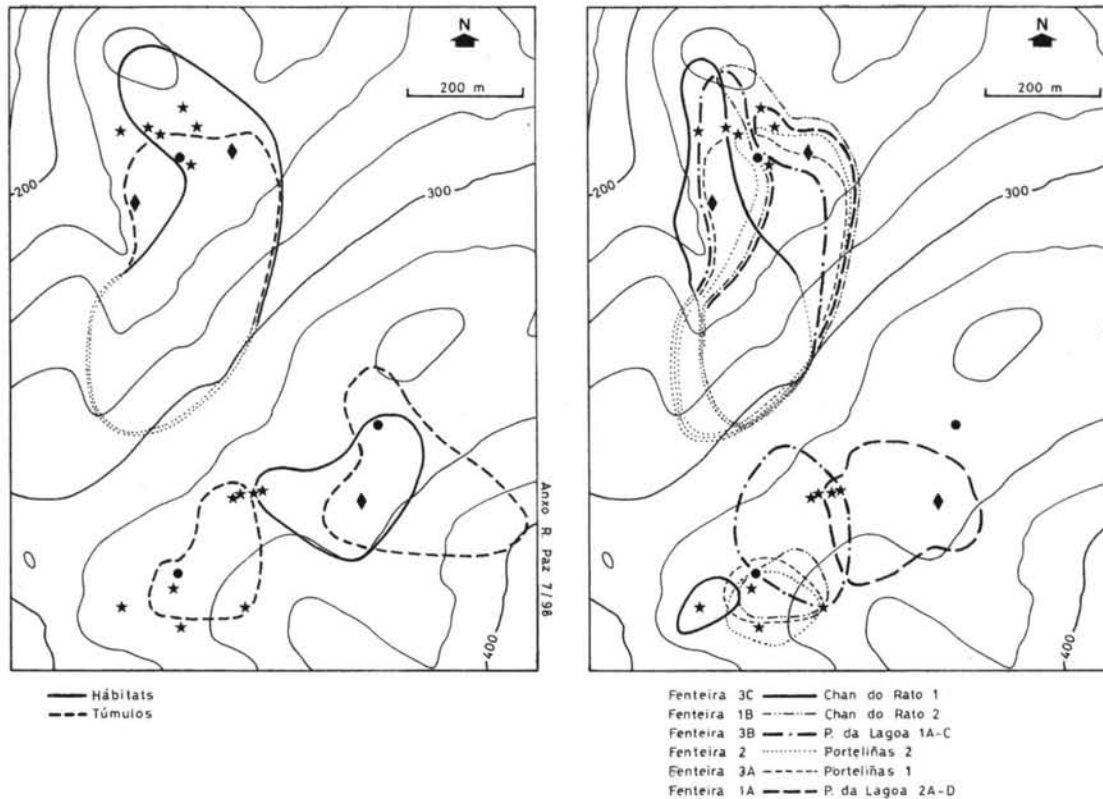 N
200 m
200
300
400
Anxo R. Paz 7/98
Hábitats
Túmulos
N
200 m
200
300
400
Fenteira 3C Chan do Rato 1
Fenteira 1B Chan do Rato 2
Fenteira 3B P. da Lagoa 1A-C
Fenteira 2 Porteliñas 2
Fenteira 3A Porteliñas 1
Fenteira 1A P. da Lagoa 2A-D